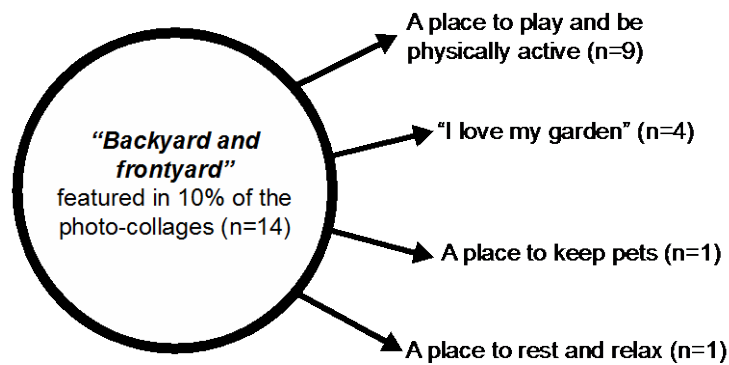 “Backyard and
frontyard”
featured in 10% of the
photo-collages (n=14)
A place to play and be
physically active (n=9)
“I love my garden” (n=4)
A place to keep pets (n=1)
A place to rest and relax (n=1)